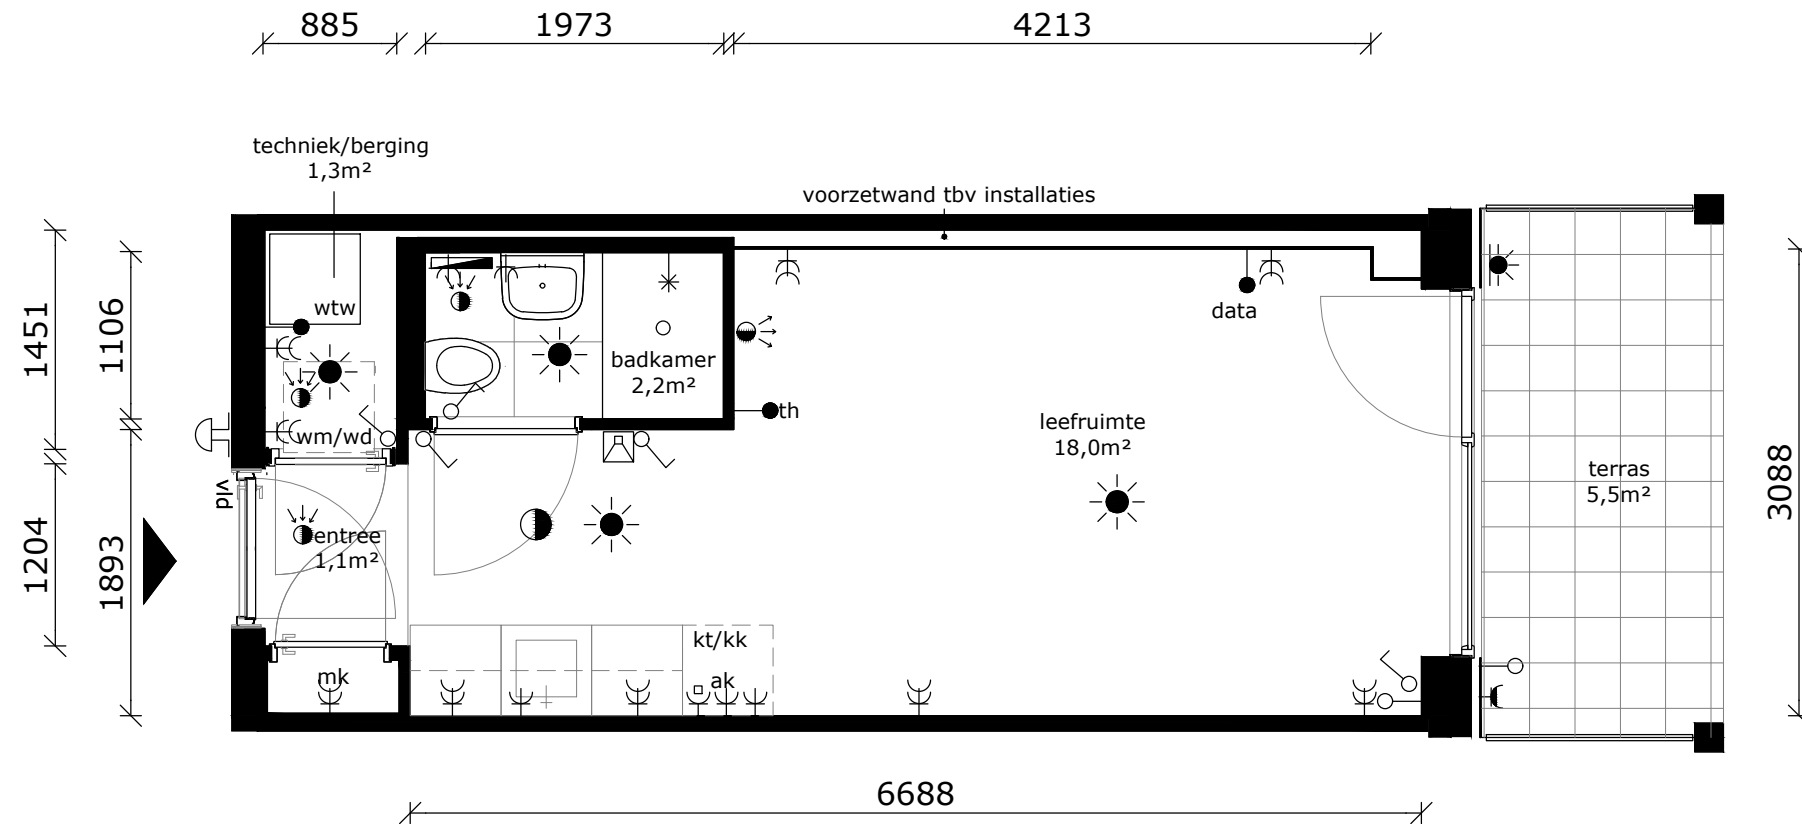 885
1973
4213
techniek/berging
1,3m²
voorzetwand tbv installaties
1451
1106
wtw
data
badkamer
2,2m²
th
wm/wd
leefruimte
18,0m²
3088
terras
5,5m²
vld
1204
1893
entree
1,1m²
kt/kk
mk
ak
6688